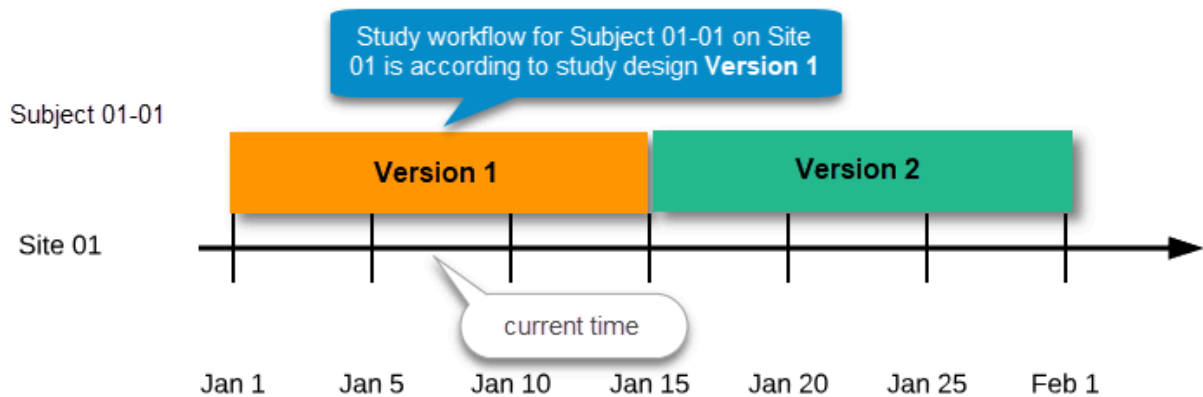 Study workflow for Subject 01-01 on Site
01 is according to study design Version 1
Subject 01-01
Version 1
Version 2
Site 01
current time
Jan 1
Jan 5
Jan 10
Jan 15
Jan 20
Jan 25
Feb 1